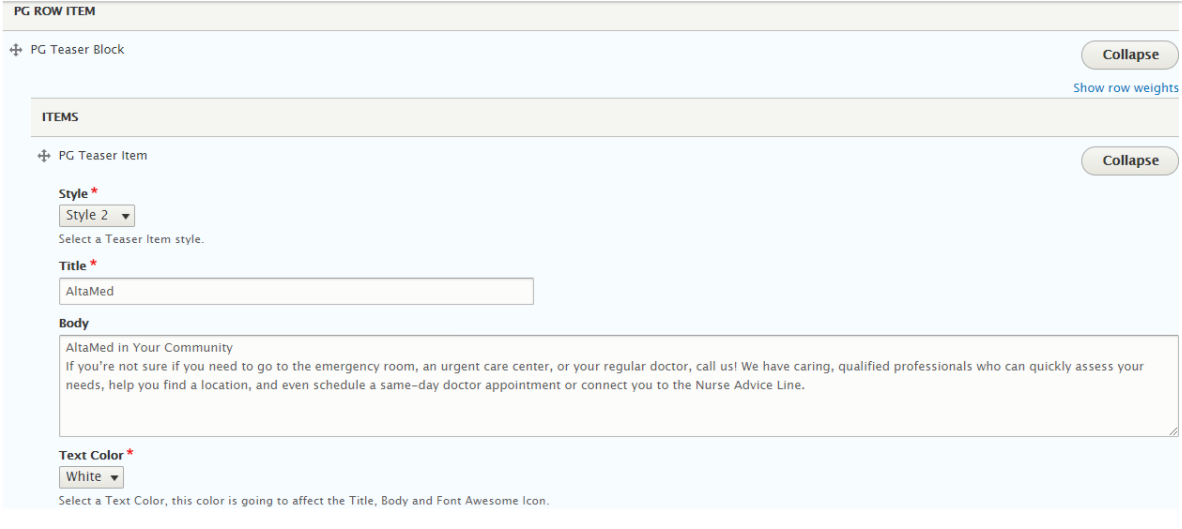 PG ROW ITEM
PG Teaser Block
Collapse
Show row weights
ITEMS
PG Teaser Item
Collapse
Style *
Style 2
Select a Teaser Item style.
Title *
AltaMed
Body
AltaMed in Your Community
If you're not sure if you need to go to the emergency room, an urgent care center, or your regular doctor, call us! We have caring, qualified professionals who can quickly assess your
needs, help you find a location, and even schedule a same-day doctor appointment or connect you to the Nurse Advice Line.
Text Color *
White
Select a Text Color, this color is going to affect the Title, Body and Font Awesome Icon.